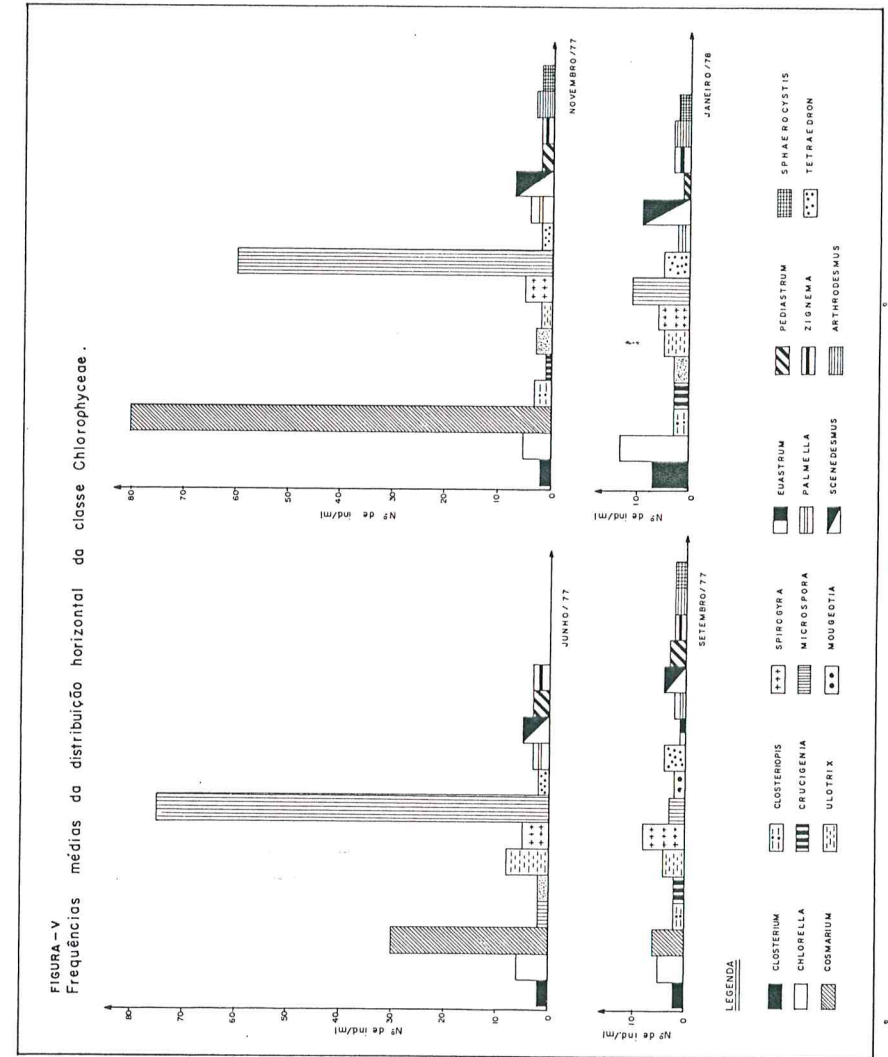 FIGURA – V
Frequências médias da distribuição horizontal da classe Chlorophyceae.
Nº de ind/ml
80
70
60
50
40
30
20
10
0
JUNHO/77
Nº de ind/ml
80
70
60
50
40
30
20
10
0
NOVEMBRO/77
Nº de ind./ml
10
0
SETEMBRO/77
Nº de ind/ml
10
0
JANEIRO/78
LEGENDA
CLOSTERIUM
CHLORELLA
COSMARIUM
CLOSTERIOPIS
CRUCIGENIA
ULOTRIX
SPIROGYRA
MICROSPORA
MOUGEOTIA
EUASTRUM
PALMELLA
SCENEDESMUS
PEDIASTRUM
ZIGNEMA
ARTHRODESMUS
SPHAEROCYSTIS
TETRAEDRON